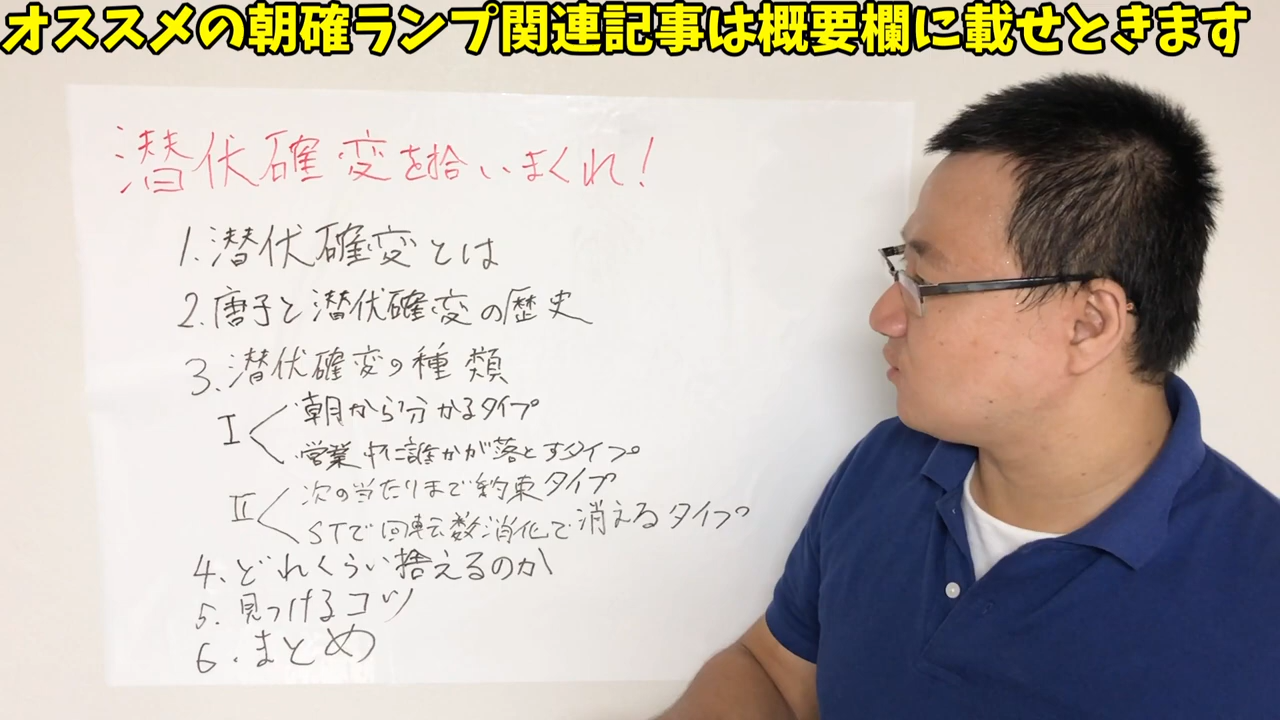 オススメの朝確ランプ関連記事は概要欄に載せときます
潜伏確変を拾いまくれ!
1.潜伏確変とは
2.唐子と潜伏確変の歴史
3.潜伏確変の種類
I 朝から分かるタイプ
営業中に誰かが落とすタイプ
II 次の当たりまで約束タイプ
STで回転数消化で消えるタイプ
4.どれくらい捨えるのか
5.見つけるコツ
6.まとめ